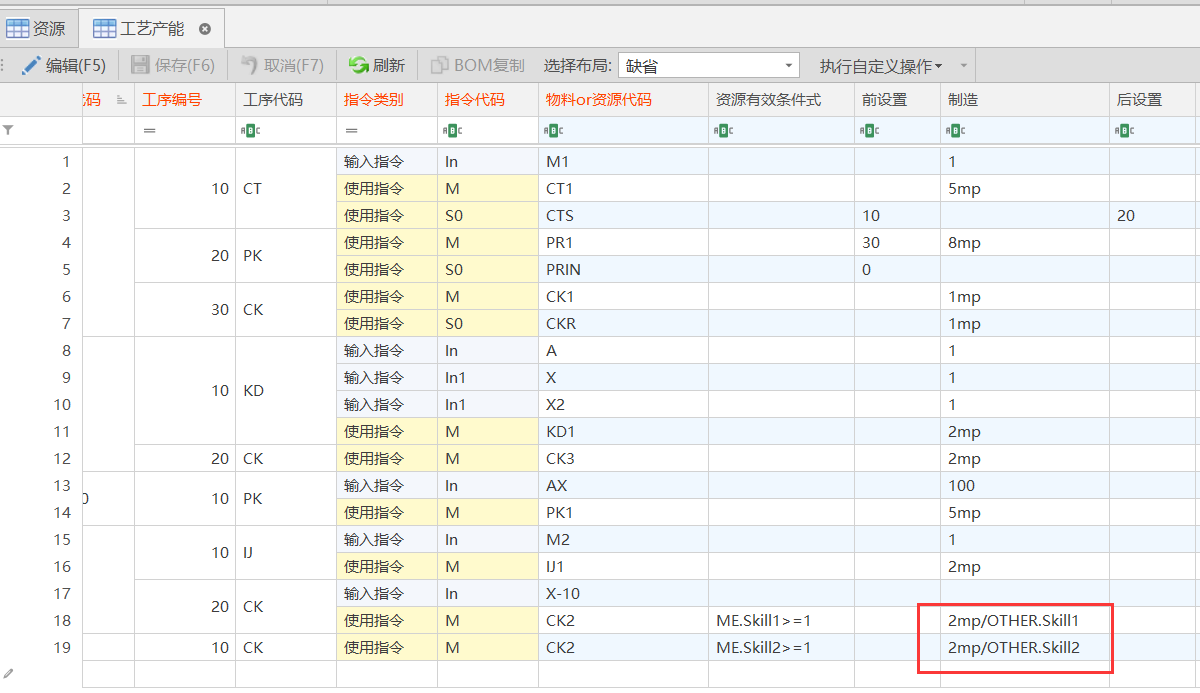 资源 工艺产能
编辑(F5) 保存(F6) 取消(F7) 刷新 BOM复制 选择布局: 缺省 执行自定义操作
代码 工序编号 工序代码 指令类别 指令代码 物料or资源代码 资源有效条件式 前设置 制造 后设置
= ABC = ABC ABC ABC ABC ABC ABC
1 输入指令 In M1 1
2 10 CT 使用指令 M CT1 5mp
3 使用指令 S0 CTS 10 20
4 使用指令 M PR1 30 8mp
20 PK
5 使用指令 S0 PRIN 0
6 使用指令 M CK1 1mp
30 CK
7 使用指令 S0 CKR 1mp
8 输入指令 In A 1
9 输入指令 In1 X 1
10 KD
10 输入指令 In1 X2 1
11 使用指令 M KD1 2mp
12 20 CK 使用指令 M CK3 2mp
13 输入指令 In AX 100
0 10 PK
14 使用指令 M PK1 5mp
15 输入指令 In M2 1
10 IJ
16 使用指令 M IJ1 2mp
17 输入指令 In X-10
20 CK
18 使用指令 M CK2 ME.Skill1>=1 2mp/OTHER.Skill1
19 10 CK 使用指令 M CK2 ME.Skill2>=1 2mp/OTHER.Skill2